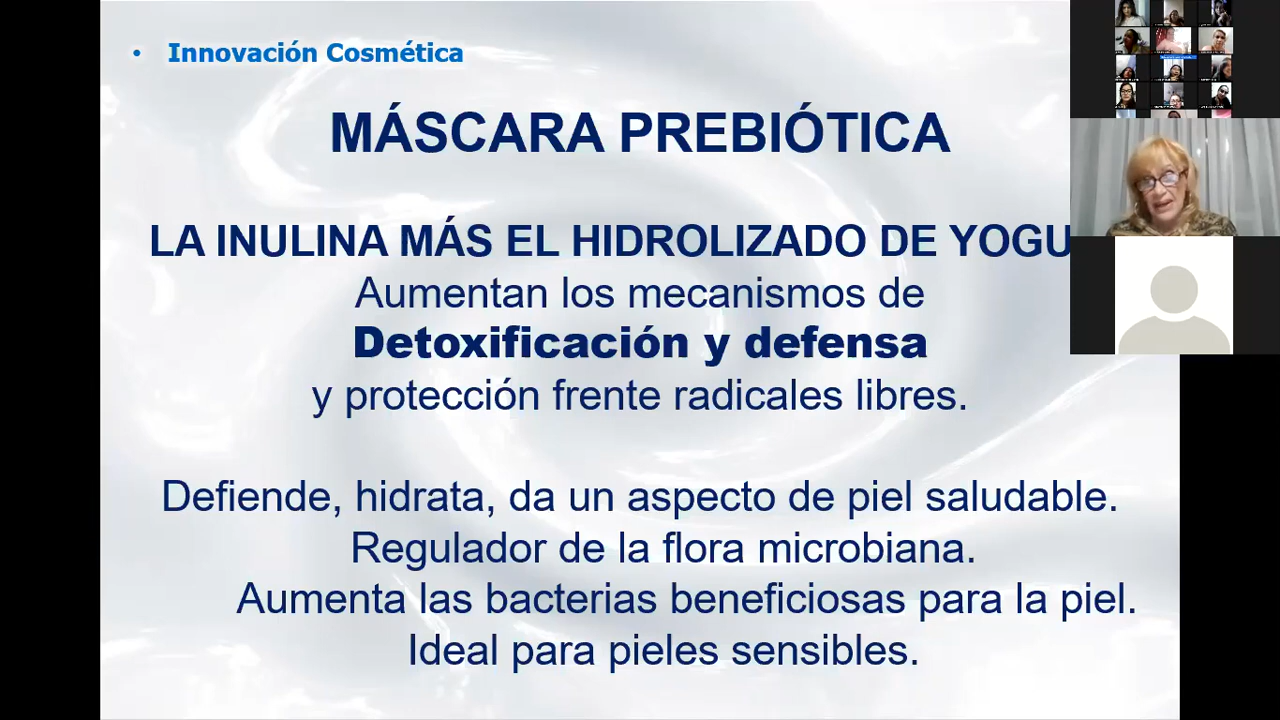 • Innovación Cosmética
MÁSCARA PREBIÓTICA
LA INULINA MÁS EL HIDROLIZADO DE YOGU
Aumentan los mecanismos de
Detoxificación y defensa
y protección frente radicales libres.
Defiende, hidrata, da un aspecto de piel saludable.
Regulador de la flora microbiana.
Aumenta las bacterias beneficiosas para la piel.
Ideal para pieles sensibles.